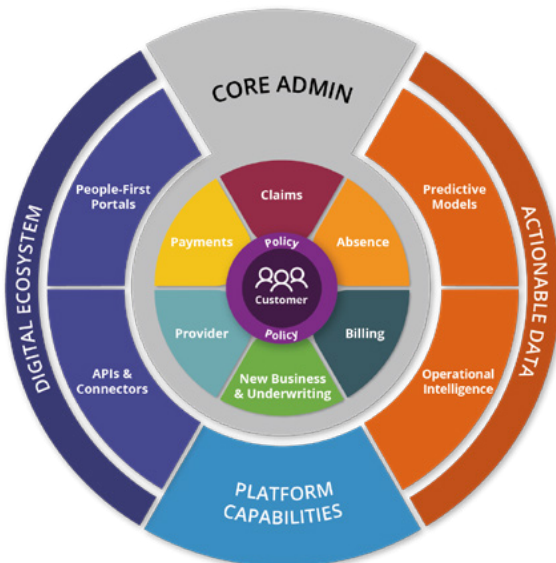 CORE ADMIN
DIGITAL ECOSYSTEM
People-First
Portals
APIs &
Connectors
Claims
Payments
Absence
Policy
Customer
Policy
Provider
Billing
New Business
& Underwriting
Predictive
Models
Operational
Intelligence
ACTIONABLE DATA
PLATFORM
CAPABILITIES